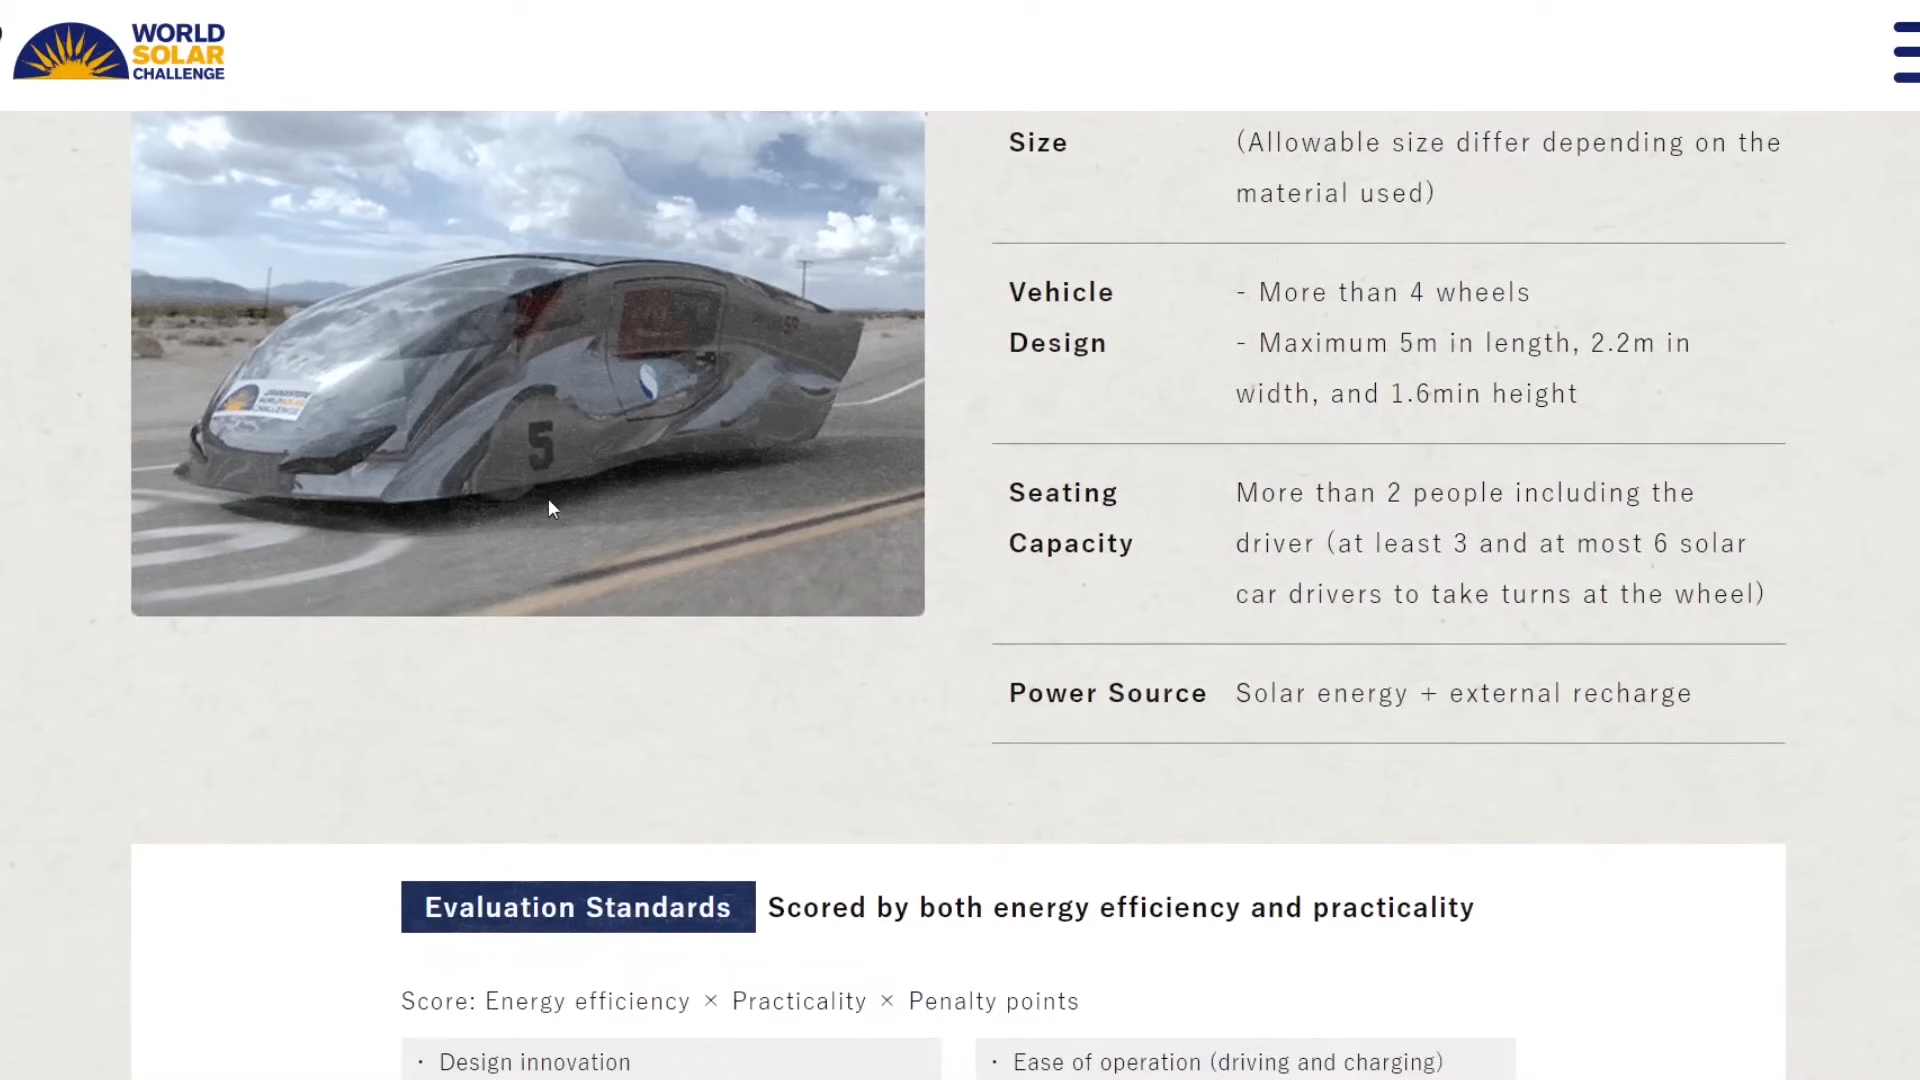 WORLD
SOLAR
CHALLENGE
Size
(Allowable size differ depending on the
material used)
Vehicle
Design
- More than 4 wheels
- Maximum 5m in length, 2.2m in
width, and 1.6min height
Seating
Capacity
More than 2 people including the
driver (at least 3 and at most 6 solar
car drivers to take turns at the wheel)
Power Source
Solar energy + external recharge
5
WORLD SOLAR
CHALLENGE
Evaluation Standards
Scored by both energy efficiency and practicality
Score: Energy efficiency × Practicality × Penalty points
・ Design innovation
・ Ease of operation (driving and charging)